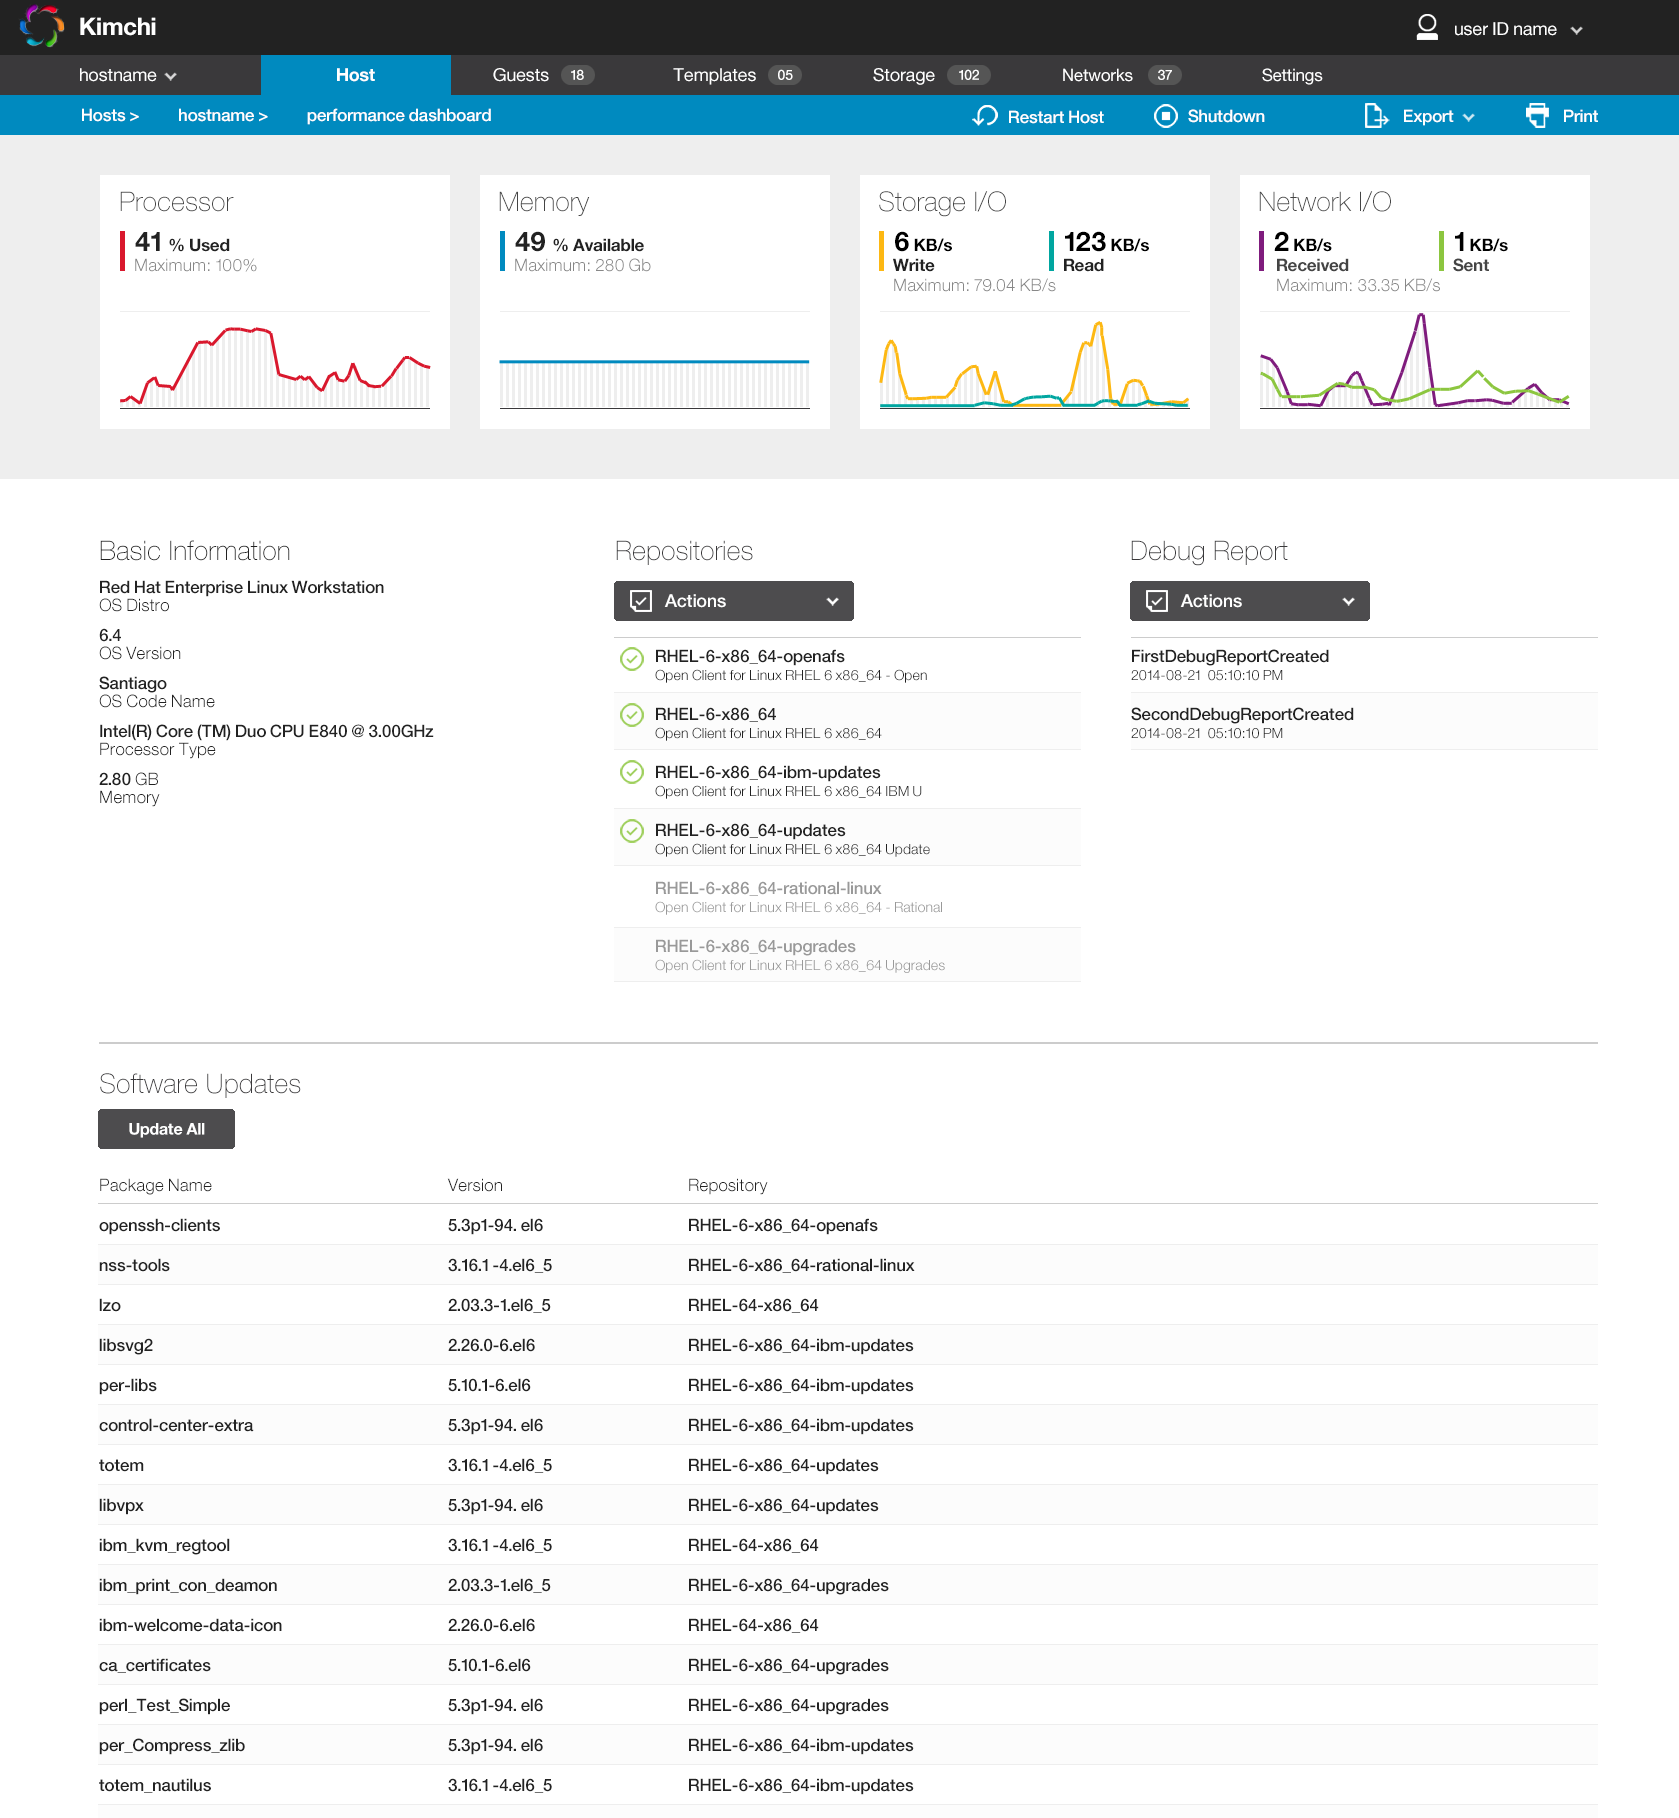 Kimchi
user ID name
hostname Host Guests 18 Templates 05 Storage 102 Networks 37 Settings
Hosts > hostname > performance dashboard Restart Host Shutdown Export Print
Processor
41 % Used
Maximum: 100%
Memory
49 % Available
Maximum: 280 Gb
Storage I/O
6 KB/s 123 KB/s
Write Read
Maximum: 79.04 KB/s
Network I/O
2 KB/s 1 KB/s
Received Sent
Maximum: 33.35 KB/s
Basic Information
Red Hat Enterprise Linux Workstation
OS Distro
6.4
OS Version
Santiago
OS Code Name
Intel(R) Core (TM) Duo CPU E840 @ 3.00GHz
Processor Type
2.80 GB
Memory
Repositories
Actions
RHEL-6-x86_64-openafs
Open Client for Linux RHEL 6 x86_64 - Open
RHEL-6-x86_64
Open Client for Linux RHEL 6 x86_64
RHEL-6-x86_64-ibm-updates
Open Client for Linux RHEL 6 x86_64 IBM U
RHEL-6-x86_64-updates
Open Client for Linux RHEL 6 x86_64 Update
RHEL-6-x86_64-rational-linux
Open Client for Linux RHEL 6 x86_64 - Rational
RHEL-6-x86_64-upgrades
Open Client for Linux RHEL 6 x86_64 Upgrades
Debug Report
Actions
FirstDebugReportCreated
2014-08-21 05:10:10 PM
SecondDebugReportCreated
2014-08-21 05:10:10 PM
Software Updates
Update All
Package Name Version Repository
openssh-clients 5.3p1-94. el6 RHEL-6-x86_64-openafs
nss-tools 3.16.1 -4.el6_5 RHEL-6-x86_64-rational-linux
lzo 2.03.3-1.el6_5 RHEL-64-x86_64
libsvg2 2.26.0-6.el6 RHEL-6-x86_64-ibm-updates
per-libs 5.10.1-6.el6 RHEL-6-x86_64-ibm-updates
control-center-extra 5.3p1-94. el6 RHEL-6-x86_64-ibm-updates
totem 3.16.1 -4.el6_5 RHEL-6-x86_64-updates
libvpx 5.3p1-94. el6 RHEL-6-x86_64-updates
ibm_kvm_regtool 3.16.1 -4.el6_5 RHEL-64-x86_64
ibm_print_con_deamon 2.03.3-1.el6_5 RHEL-6-x86_64-upgrades
ibm-welcome-data-icon 2.26.0-6.el6 RHEL-64-x86_64
ca_certificates 5.10.1-6.el6 RHEL-6-x86_64-upgrades
perl_Test_Simple 5.3p1-94. el6 RHEL-6-x86_64-upgrades
per_Compress_zlib 5.3p1-94. el6 RHEL-6-x86_64-ibm-updates
totem_nautilus 3.16.1 -4.el6_5 RHEL-6-x86_64-ibm-updates